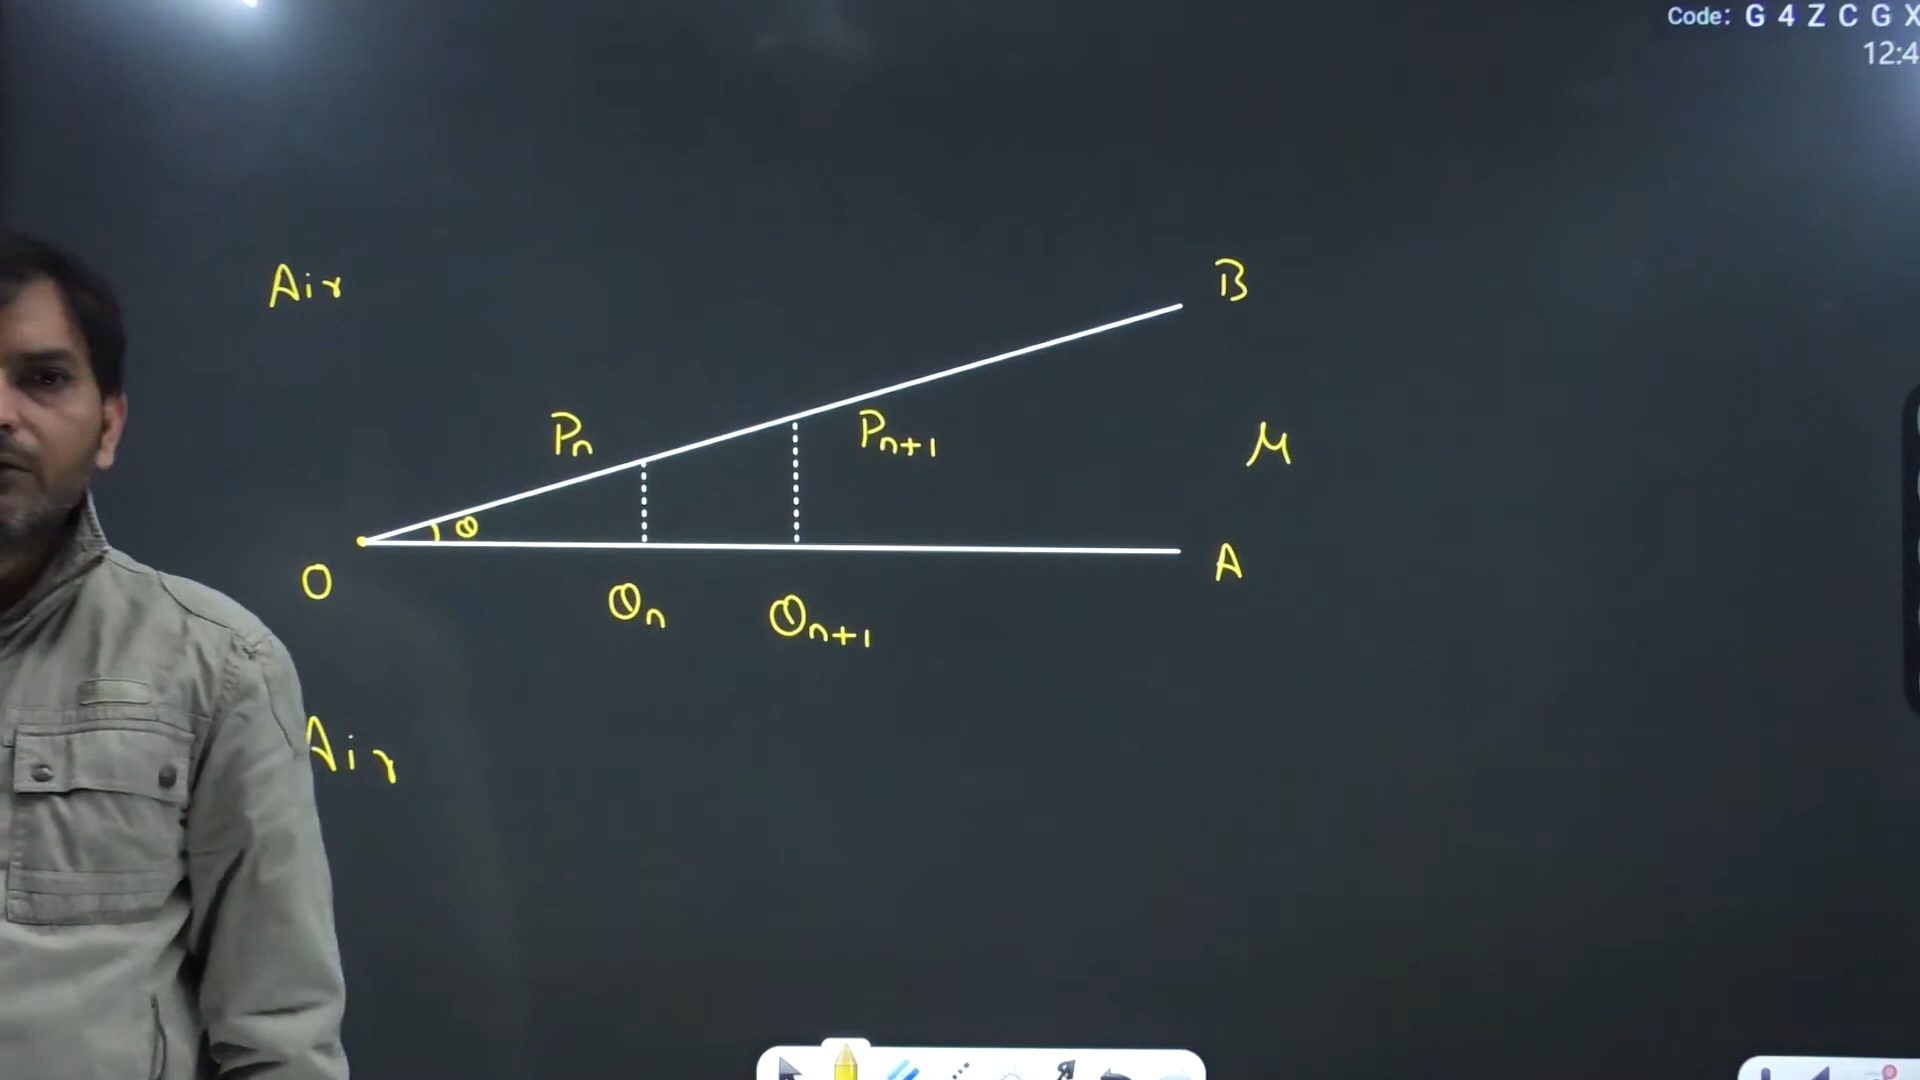 Code: G 4 Z C G X
12:4
Air
B
Pn
Pn+1
μ
θ
O
A
Qn
Qn+1
Air